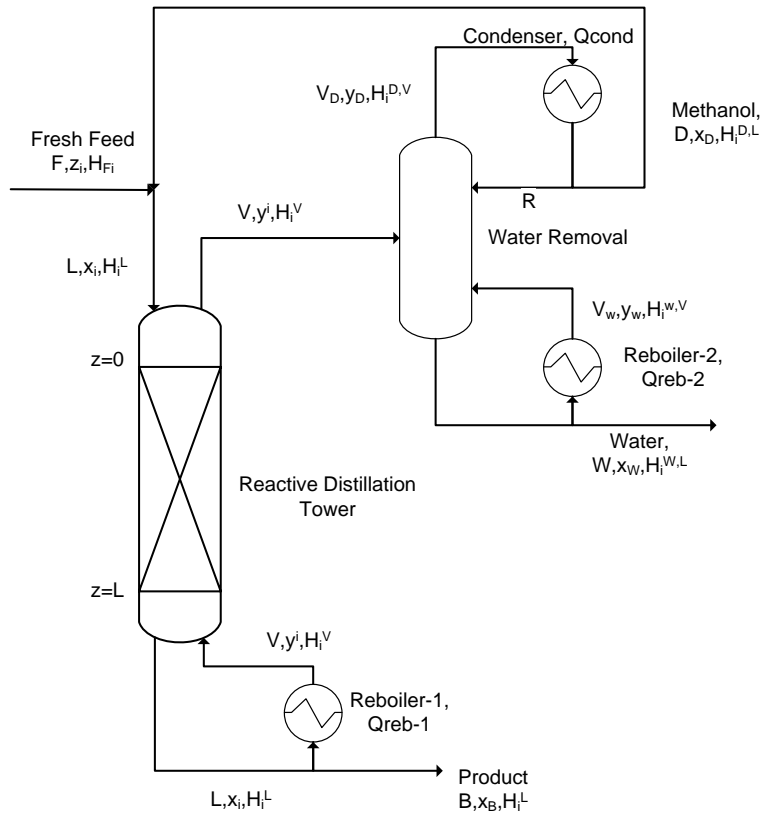 Condenser, Qcond
V_D,y_D,H_i^{D,V}
Methanol,
D,x_D,H_i^{D,L}
Fresh Feed
F,z_i,H_{Fi}
R
V,y^i,H_i^V
Water Removal
L,x_i,H_i^L
V_w,y_w,H_i^{w,V}
z=0
Reboiler-2,
Qreb-2
Water,
W,x_W,H_i^{W,L}
Reactive Distillation
Tower
z=L
V,y^i,H_i^V
Reboiler-1,
Qreb-1
Product
B,x_B,H_i^L
L,x_i,H_i^L